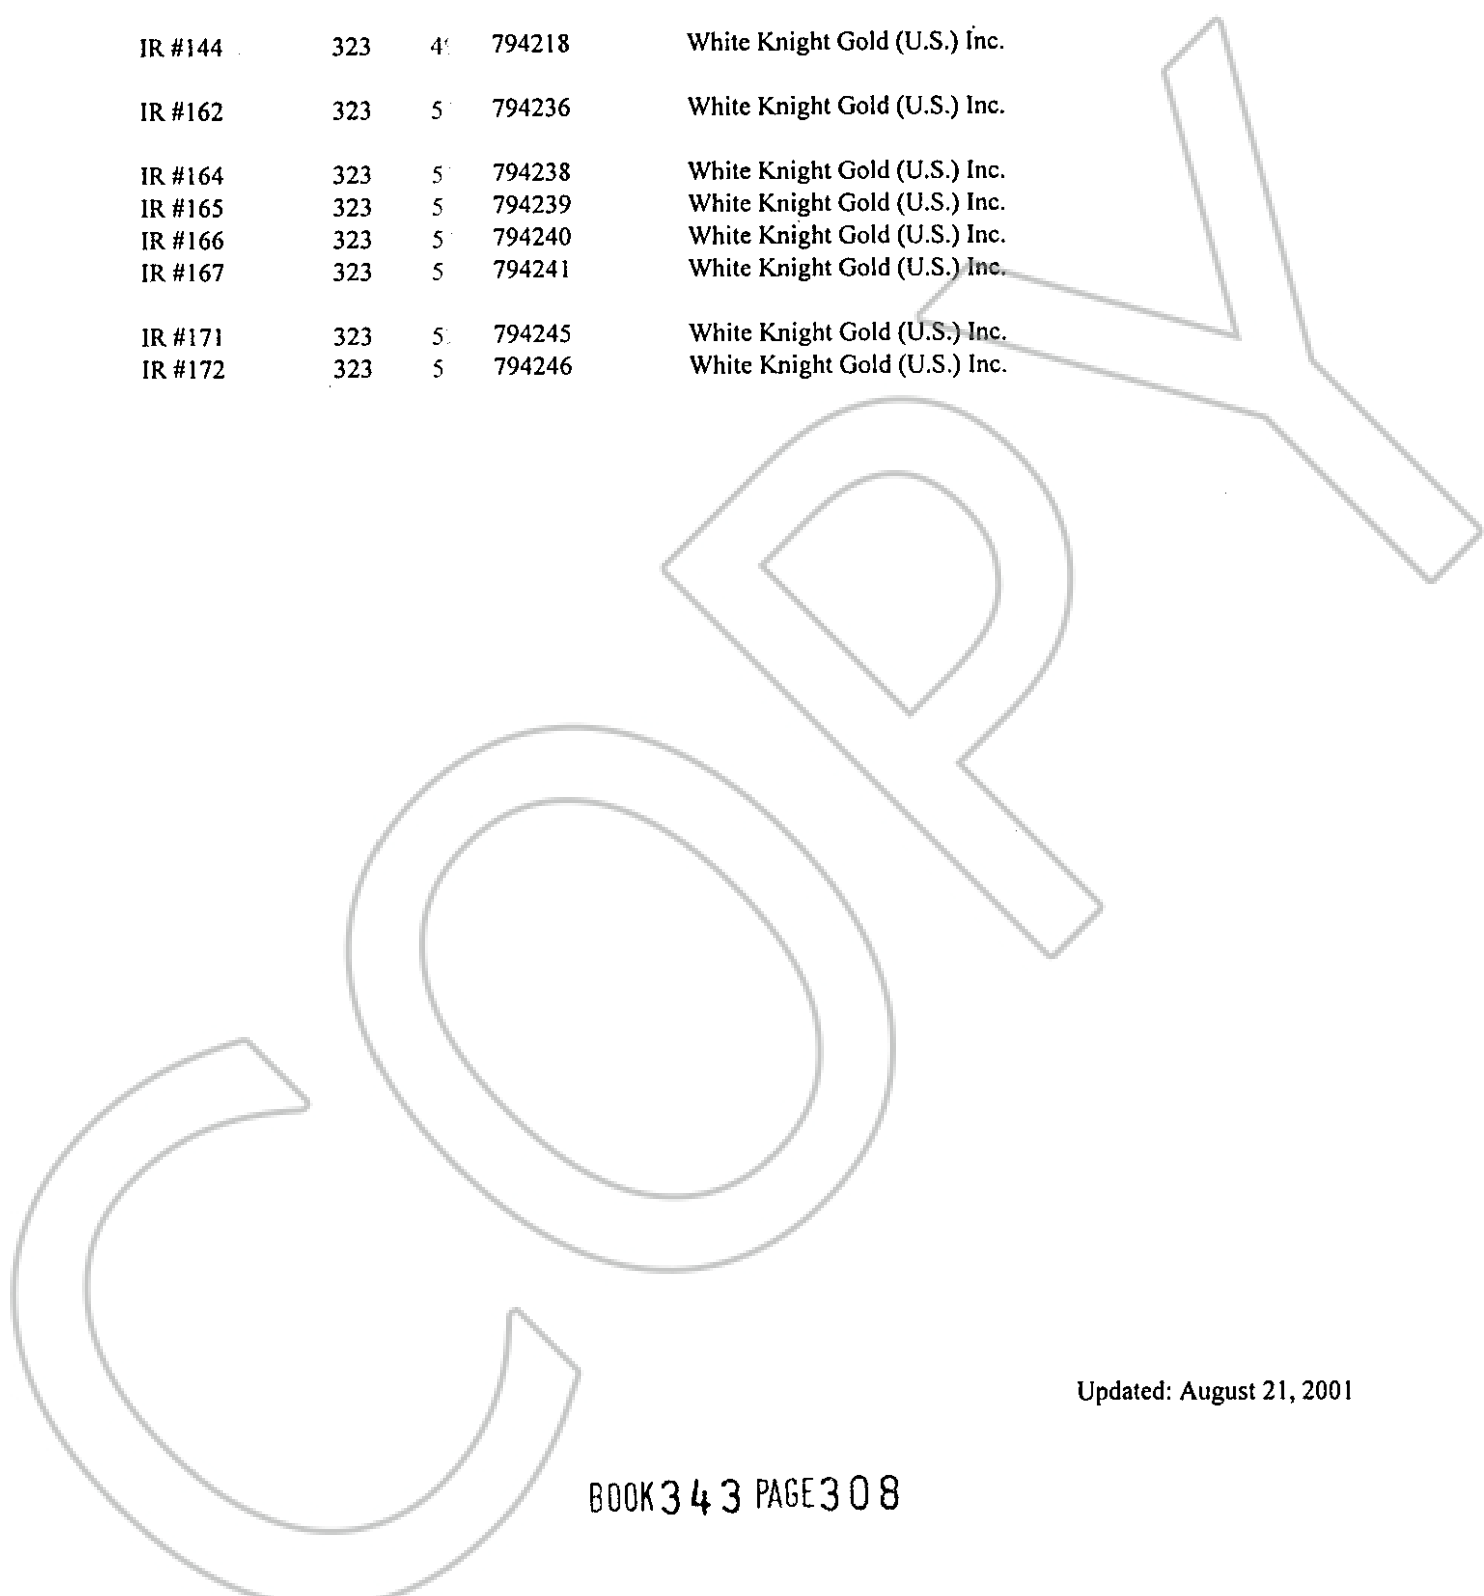 IR #144 323 794218 White Knight Gold (U.S.) Inc.
IR #162 323 5 794236 White Knight Gold (U.S.) Inc.
IR #164 323 5 794238 White Knight Gold (U.S.) Inc.
IR #165 323 5 794239 White Knight Gold (U.S.) Inc.
IR #166 323 5 794240 White Knight Gold (U.S.) Inc.
IR #167 323 5 794241 White Knight Gold (U.S.) Inc.
IR #171 323 5 794245 White Knight Gold (U.S.) Inc.
IR #172 323 5 794246 White Knight Gold (U.S.) Inc.
COPY
Updated: August 21, 2001
BOOK 343 PAGE 308